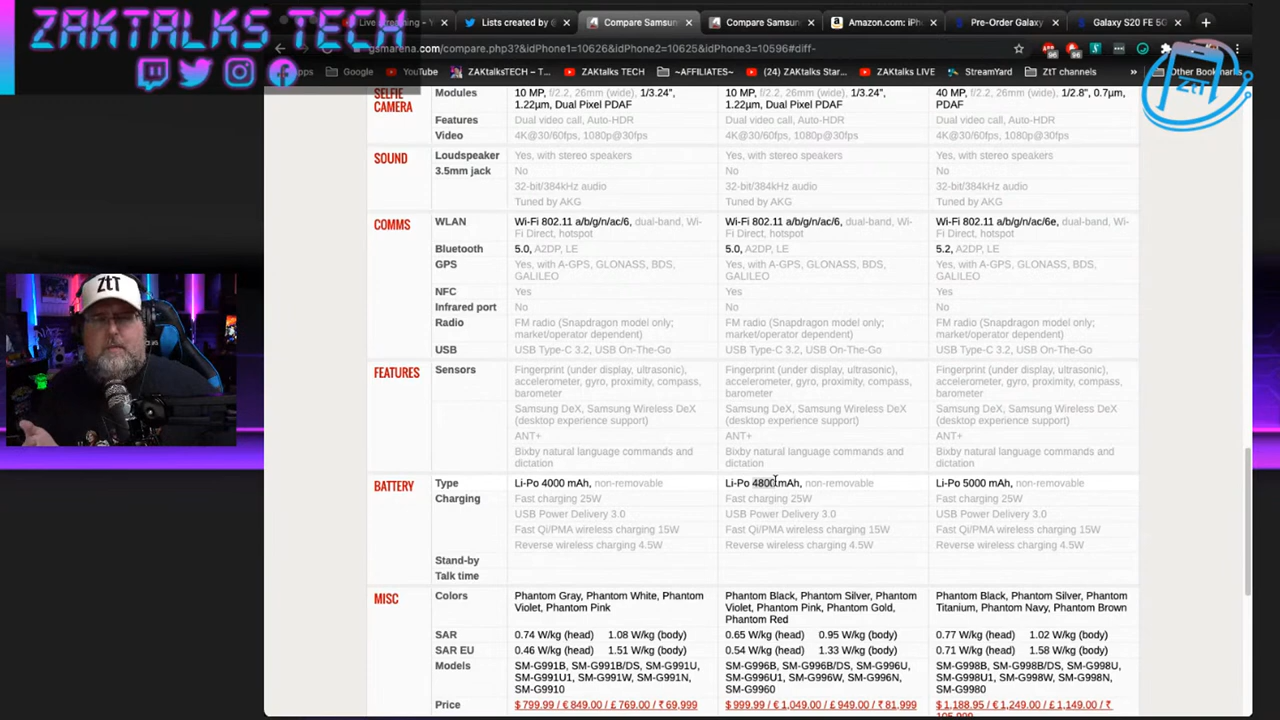 ZAKTALKS TECH
Live streaming - Y
Lists created by @
Compare Samsun
Compare Samsun
Amazon.com: iPh
Pre-Order Galaxy
Galaxy S20 FE 5G
gsmarena.com/compare.php3?&idPhone1=10626&idPhone2=10625&idPhone3=10596#diff-
Google YouTube ZAKtalksTECH – T... ZAKtalks TECH ~AFFILIATES~ (24) ZAKtalks Star... ZAKtalks LIVE StreamYard ZtT channels » Other Bookmarks
ZtT
SELFIE CAMERA Modules 10 MP, f/2.2, 26mm (wide), 1/3.24", 10 MP, f/2.2, 26mm (wide), 1/3.24", 40 MP, f/2.2, 26mm (wide), 1/2.8", 0.7µm,
1.22µm, Dual Pixel PDAF 1.22µm, Dual Pixel PDAF PDAF
Features Dual video call, Auto-HDR Dual video call, Auto-HDR Dual video call, Auto-HDR
Video 4K@30/60fps, 1080p@30fps 4K@30/60fps, 1080p@30fps 4K@30/60fps, 1080p@30fps
SOUND Loudspeaker Yes, with stereo speakers Yes, with stereo speakers Yes, with stereo speakers
3.5mm jack No No No
32-bit/384kHz audio 32-bit/384kHz audio 32-bit/384kHz audio
Tuned by AKG Tuned by AKG Tuned by AKG
COMMS WLAN Wi-Fi 802.11 a/b/g/n/ac/6, dual-band, Wi- Wi-Fi 802.11 a/b/g/n/ac/6, dual-band, Wi- Wi-Fi 802.11 a/b/g/n/ac/6e, dual-band, Wi-
Fi Direct, hotspot Fi Direct, hotspot Fi Direct, hotspot
Bluetooth 5.0, A2DP, LE 5.0, A2DP, LE 5.2, A2DP, LE
GPS Yes, with A-GPS, GLONASS, BDS, Yes, with A-GPS, GLONASS, BDS, Yes, with A-GPS, GLONASS, BDS,
GALILEO GALILEO GALILEO
NFC Yes Yes Yes
Infrared port No No No
Radio FM radio (Snapdragon model only; FM radio (Snapdragon model only; FM radio (Snapdragon model only;
market/operator dependent) market/operator dependent) market/operator dependent)
USB USB Type-C 3.2, USB On-The-Go USB Type-C 3.2, USB On-The-Go USB Type-C 3.2, USB On-The-Go
FEATURES Sensors Fingerprint (under display, ultrasonic), Fingerprint (under display, ultrasonic), Fingerprint (under display, ultrasonic),
accelerometer, gyro, proximity, compass, accelerometer, gyro, proximity, compass, accelerometer, gyro, proximity, compass,
barometer barometer barometer
Samsung DeX, Samsung Wireless DeX Samsung DeX, Samsung Wireless DeX Samsung DeX, Samsung Wireless DeX
(desktop experience support) (desktop experience support) (desktop experience support)
ANT+ ANT+ ANT+
Bixby natural language commands and Bixby natural language commands and Bixby natural language commands and
dictation dictation dictation
BATTERY Type Li-Po 4000 mAh, non-removable Li-Po 4800 mAh, non-removable Li-Po 5000 mAh, non-removable
Charging Fast charging 25W Fast charging 25W Fast charging 25W
USB Power Delivery 3.0 USB Power Delivery 3.0 USB Power Delivery 3.0
Fast Qi/PMA wireless charging 15W Fast Qi/PMA wireless charging 15W Fast Qi/PMA wireless charging 15W
Reverse wireless charging 4.5W Reverse wireless charging 4.5W Reverse wireless charging 4.5W
Stand-by
Talk time
MISC Colors Phantom Gray, Phantom White, Phantom Phantom Black, Phantom Silver, Phantom Phantom Black, Phantom Silver, Phantom
Violet, Phantom Pink Violet, Phantom Pink, Phantom Gold, Titanium, Phantom Navy, Phantom Brown
Phantom Red
SAR 0.74 W/kg (head) 1.08 W/kg (body) 0.65 W/kg (head) 0.95 W/kg (body) 0.77 W/kg (head) 1.02 W/kg (body)
SAR EU 0.46 W/kg (head) 1.51 W/kg (body) 0.54 W/kg (head) 1.33 W/kg (body) 0.71 W/kg (head) 1.58 W/kg (body)
Models SM-G991B, SM-G991B/DS, SM-G991U, SM-G996B, SM-G996B/DS, SM-G996U, SM-G998B, SM-G998B/DS, SM-G998U,
SM-G991U1, SM-G991W, SM-G991N, SM-G996U1, SM-G996W, SM-G996N, SM-G998U1, SM-G998W, SM-G998N,
SM-G9910 SM-G9960 SM-G9980
Price $ 799.99 / € 849.00 / £ 769.00 / ₹ 69,999 $ 999.99 / € 1,049.00 / £ 949.00 / ₹ 81,999 $ 1,188.95 / € 1,249.00 / £ 1,149.00 / ₹
105,999
ZtT